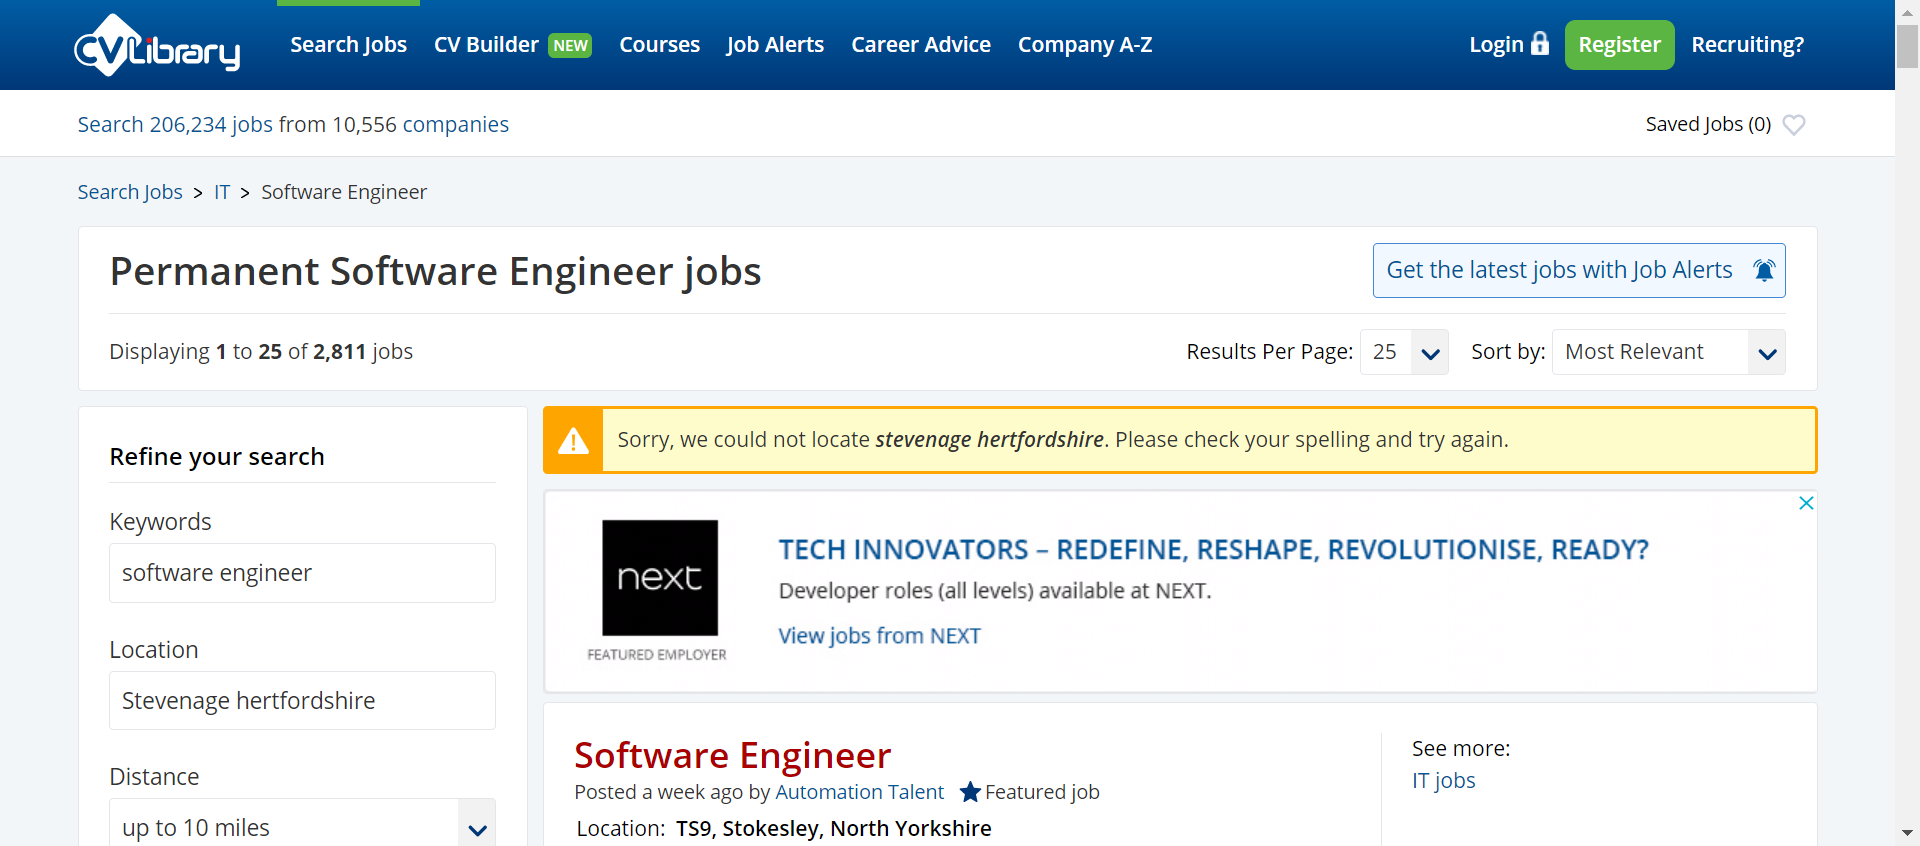 CVLibrary
Search Jobs
CV Builder NEW
Courses
Job Alerts
Career Advice
Company A-Z
Login
Register
Recruiting?
Search 206,234 jobs from 10,556 companies
Saved Jobs (0)
Search Jobs > IT > Software Engineer
Permanent Software Engineer jobs
Get the latest jobs with Job Alerts
Displaying 1 to 25 of 2,811 jobs
Results Per Page: 25
Sort by: Most Relevant
Refine your search
Keywords
software engineer
Location
Stevenage hertfordshire
Distance
up to 10 miles
Sorry, we could not locate stevenage hertfordshire. Please check your spelling and try again.
next
FEATURED EMPLOYER
TECH INNOVATORS – REDEFINE, RESHAPE, REVOLUTIONISE, READY?
Developer roles (all levels) available at NEXT.
View jobs from NEXT
Software Engineer
Posted a week ago by Automation Talent Featured job
Location: TS9, Stokesley, North Yorkshire
See more:
IT jobs